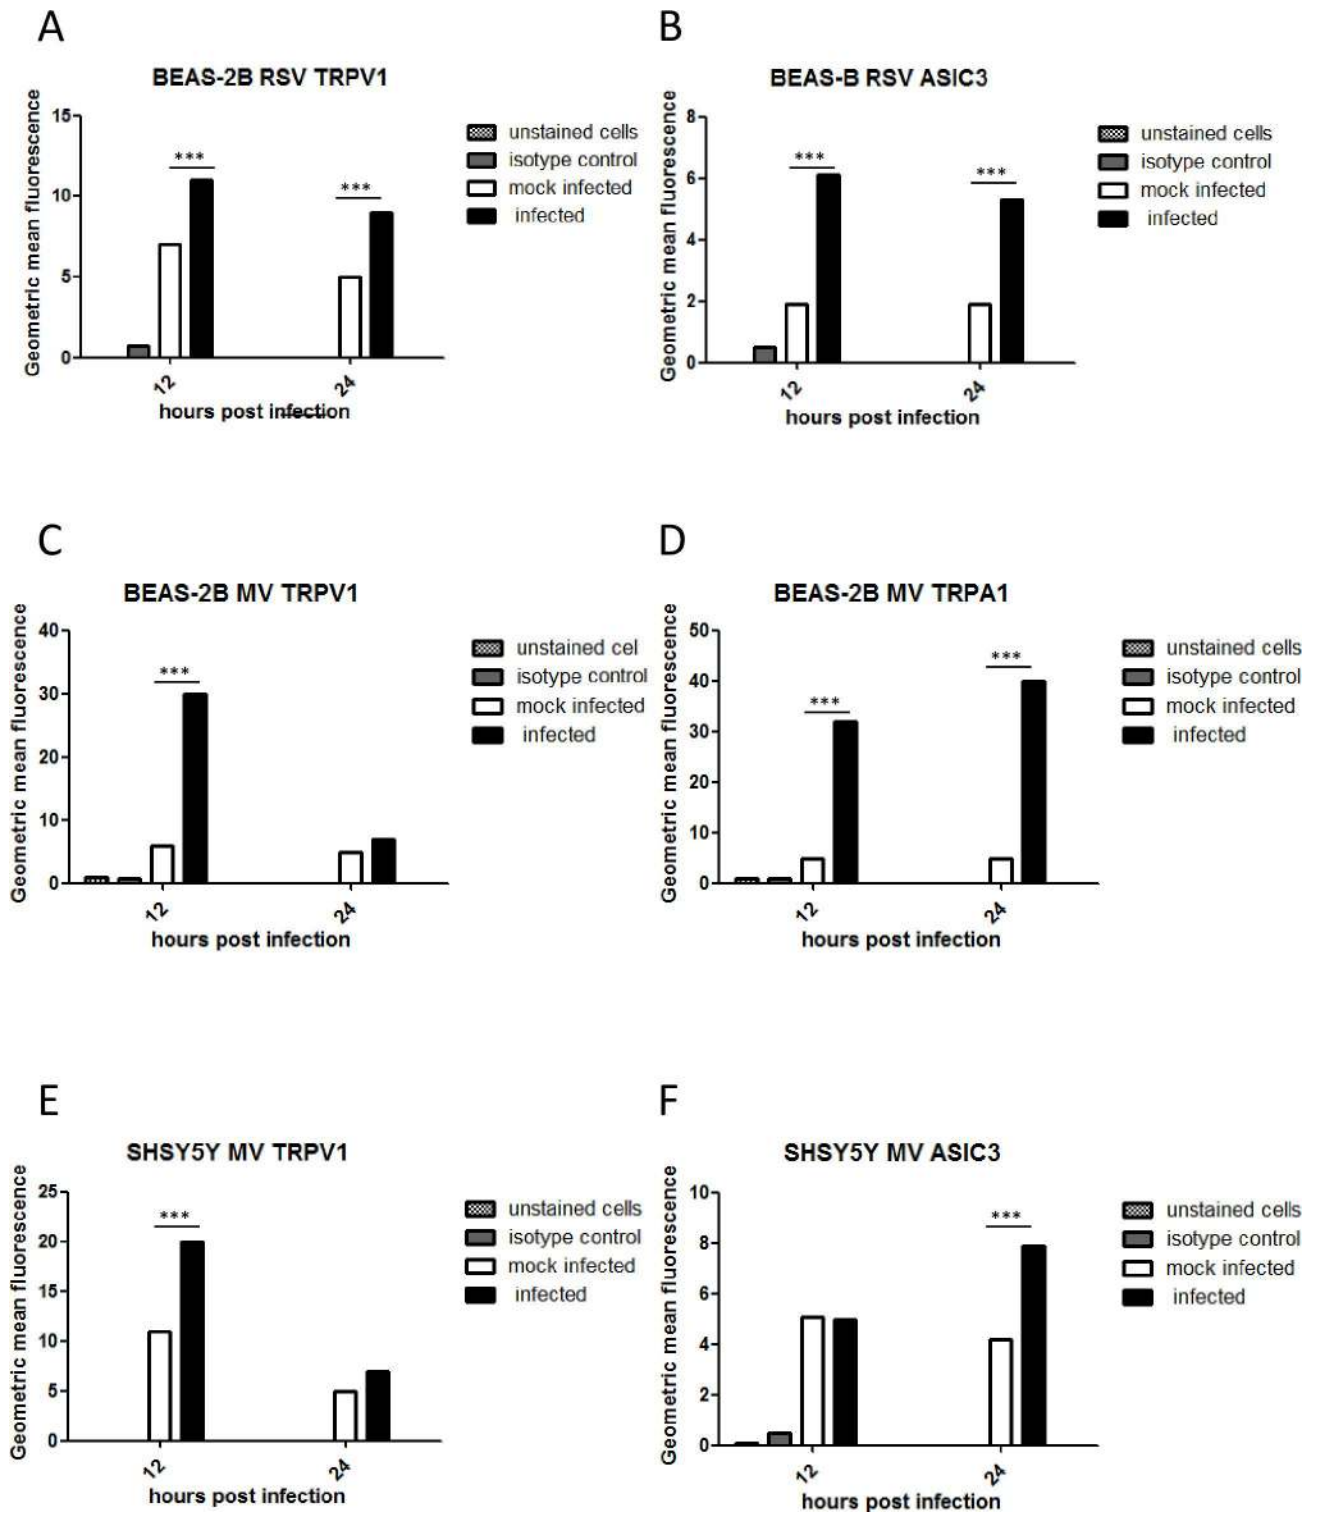 A
BEAS-2B RSV TRPV1
Geometric mean fluorescence
15
10
5
0
***
***
12
24
hours post infection
unstained cells
isotype control
mock infected
infected
B
BEAS-B RSV ASIC3
Geometric mean fluorescence
8
6
4
2
0
***
***
12
24
hours post infection
unstained cells
isotype control
mock infected
infected
C
BEAS-2B MV TRPV1
Geometric mean fluorescence
40
30
20
10
0
***
12
24
hours post infection
unstained cel
isotype control
mock infected
infected
D
BEAS-2B MV TRPA1
Geometric mean fluorescence
50
40
30
20
10
0
***
***
12
24
hours post infection
unstained cells
isotype control
mock infected
infected
E
SHSY5Y MV TRPV1
Geometric mean fluorescence
25
20
15
10
5
0
***
12
24
hours post infection
unstained cells
isotype control
mock infected
infected
F
SHSY5Y MV ASIC3
Geometric mean fluorescence
10
8
6
4
2
0
***
12
24
hours post infection
unstained cells
isotype control
mock infected
infected